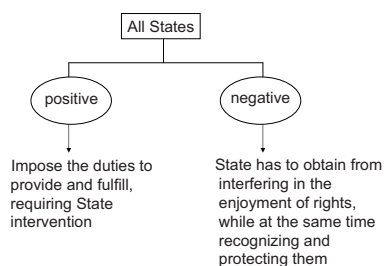 All States
positive
negative
Impose the duties to
provide and fulfill,
requiring State
intervention
State has to obtain from
interfering in the
enjoyment of rights,
while at the same time
recognizing and
protecting them